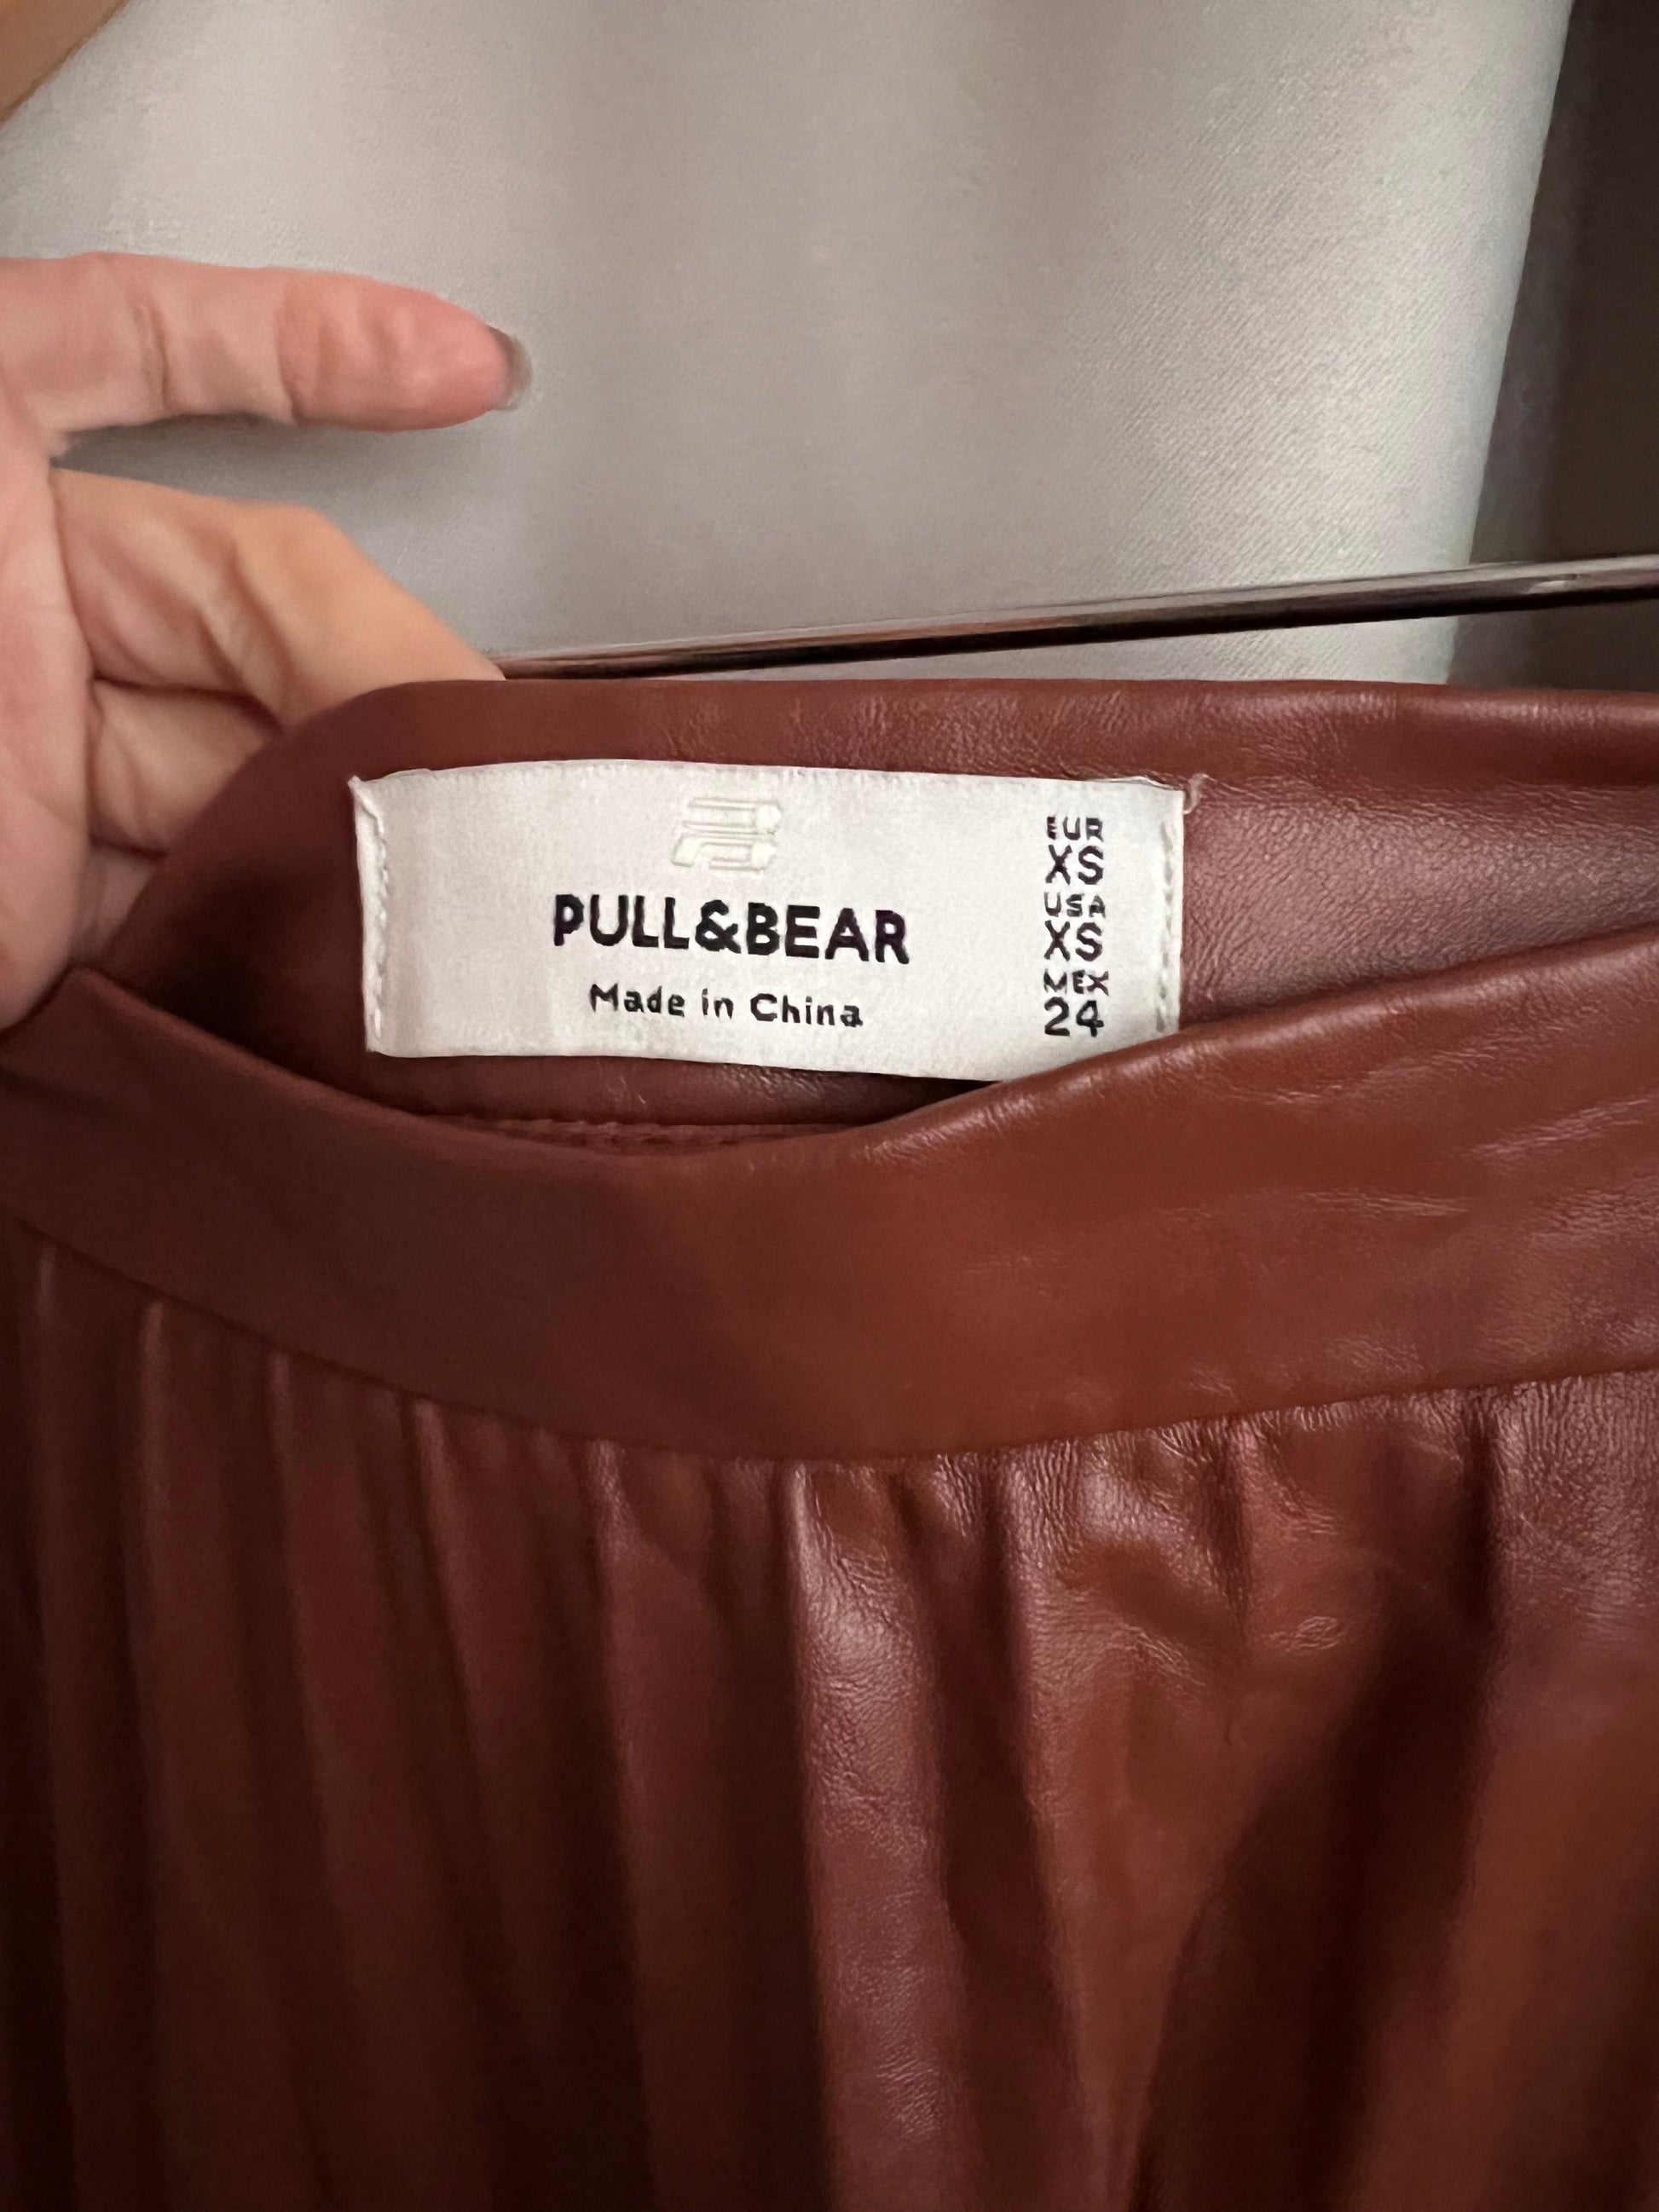 PULL&BEAR
Made in China
EUR
XS
USA
XS
MEX
24